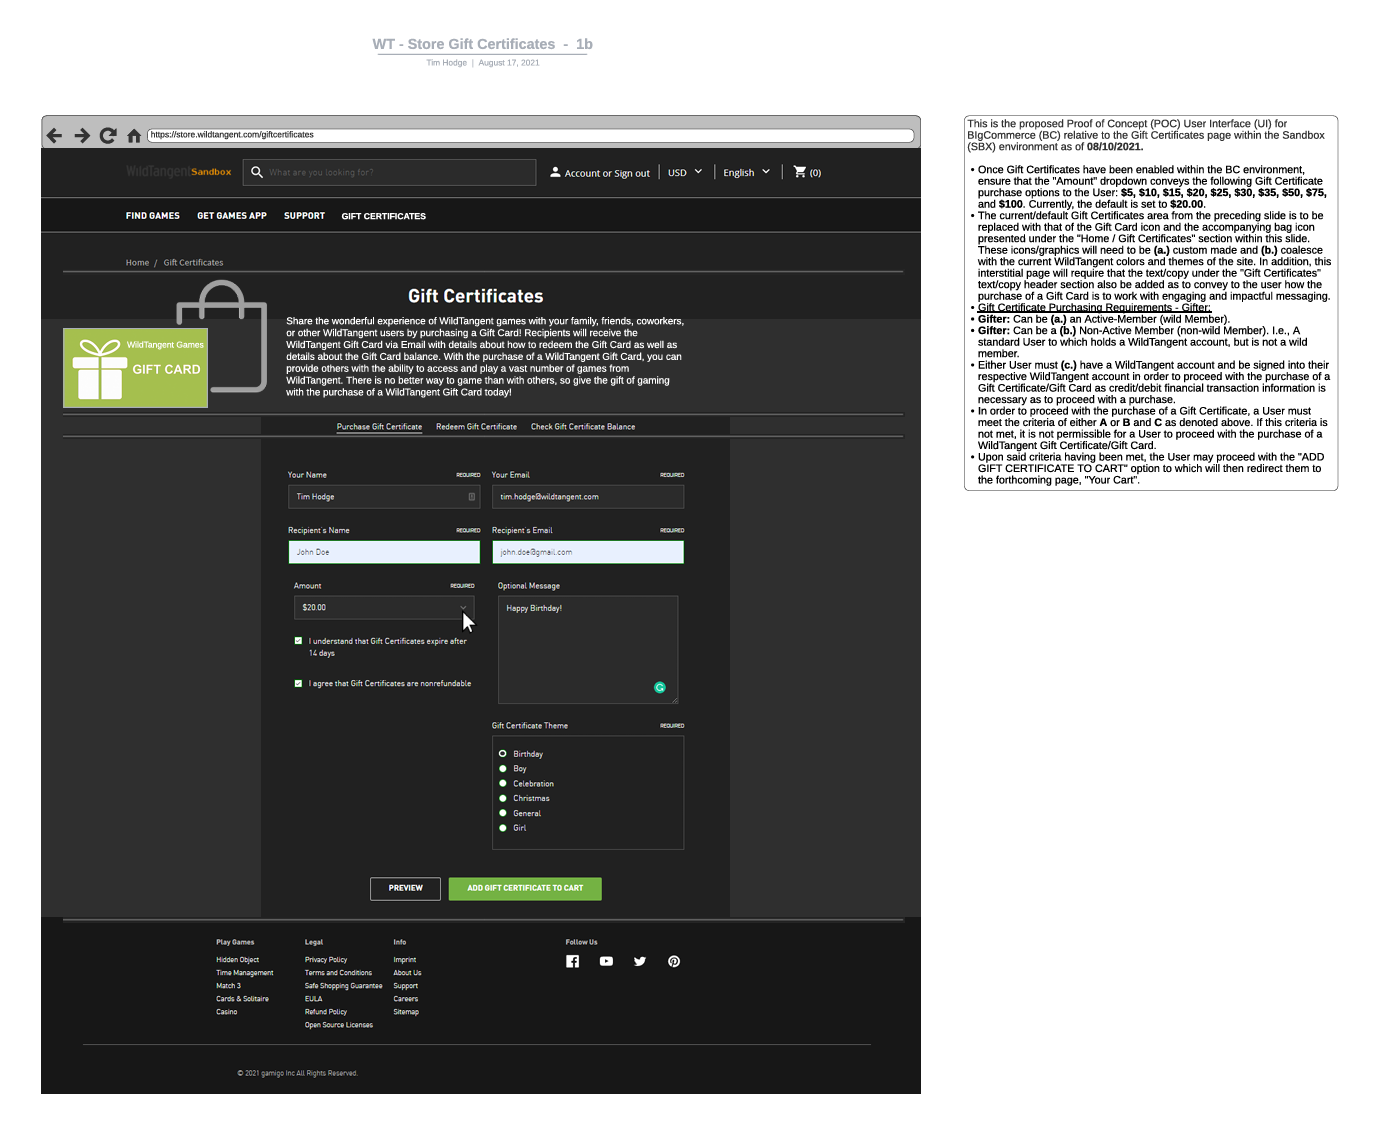 WT - Store Gift Certificates - 1b
Tim Hodge | August 17, 2021
https://store.wildtangent.com/giftcertificates
WildTangent Sandbox
What are you looking for?
Account or Sign out
USD
English
(0)
FIND GAMES GET GAMES APP SUPPORT GIFT CERTIFICATES
Home / Gift Certificates
Gift Certificates
WildTangent Games
GIFT CARD
Share the wonderful experience of WildTangent games with your family, friends, coworkers,
or other WildTangent users by purchasing a Gift Card! Recipients will receive the
WildTangent Gift Card via Email with details about how to redeem the Gift Card as well as
details about the Gift Card balance. With the purchase of a WildTangent Gift Card, you can
provide others with the ability to access and play a vast number of games from
WildTangent. There is no better way to game than with others, so give the gift of gaming
with the purchase of a WildTangent Gift Card today!
Purchase Gift Certificate Redeem Gift Certificate Check Gift Certificate Balance
Your Name REQUIRED Your Email REQUIRED
Tim Hodge tim.hodge@wildtangent.com
Recipient's Name REQUIRED Recipient's Email REQUIRED
John Doe john.doe@gmail.com
Amount REQUIRED Optional Message
$20.00 Happy Birthday!
I understand that Gift Certificates expire after
14 days
I agree that Gift Certificates are nonrefundable
Gift Certificate Theme REQUIRED
Birthday
Boy
Celebration
Christmas
General
Girl
PREVIEW ADD GIFT CERTIFICATE TO CART
Play Games Legal Info Follow Us
Hidden Object Privacy Policy Imprint
Time Management Terms and Conditions About Us
Match 3 Safe Shopping Guarantee Support
Cards & Solitaire EULA Careers
Casino Refund Policy Sitemap
Open Source Licenses
© 2021 gamigo Inc All Rights Reserved.
This is the proposed Proof of Concept (POC) User Interface (UI) for
BIgCommerce (BC) relative to the Gift Certificates page within the Sandbox
(SBX) environment as of 08/10/2021.
• Once Gift Certificates have been enabled within the BC environment,
ensure that the "Amount" dropdown conveys the following Gift Certificate
purchase options to the User: $5, $10, $15, $20, $25, $30, $35, $50, $75,
and $100. Currently, the default is set to $20.00.
• The current/default Gift Certificates area from the preceding slide is to be
replaced with that of the Gift Card icon and the accompanying bag icon
presented under the "Home / Gift Certificates" section within this slide.
These icons/graphics will need to be (a.) custom made and (b.) coalesce
with the current WildTangent colors and themes of the site. In addition, this
interstitial page will require that the text/copy under the "Gift Certificates"
text/copy header section also be added as to convey to the user how the
purchase of a Gift Card is to work with engaging and impactful messaging.
• Gift Certificate Purchasing Requirements - Gifter:
• Gifter: Can be (a.) an Active-Member (wild Member).
• Gifter: Can be a (b.) Non-Active Member (non-wild Member). I.e., A
standard User to which holds a WildTangent account, but is not a wild
member.
• Either User must (c.) have a WildTangent account and be signed into their
respective WildTangent account in order to proceed with the purchase of a
Gift Certificate/Gift Card as credit/debit financial transaction information is
necessary as to proceed with a purchase.
• In order to proceed with the purchase of a Gift Certificate, a User must
meet the criteria of either A or B and C as denoted above. If this criteria is
not met, it is not permissible for a User to proceed with the purchase of a
WildTangent Gift Certificate/Gift Card.
• Upon said criteria having been met, the User may proceed with the "ADD
GIFT CERTIFICATE TO CART" option to which will then redirect them to
the forthcoming page, "Your Cart".